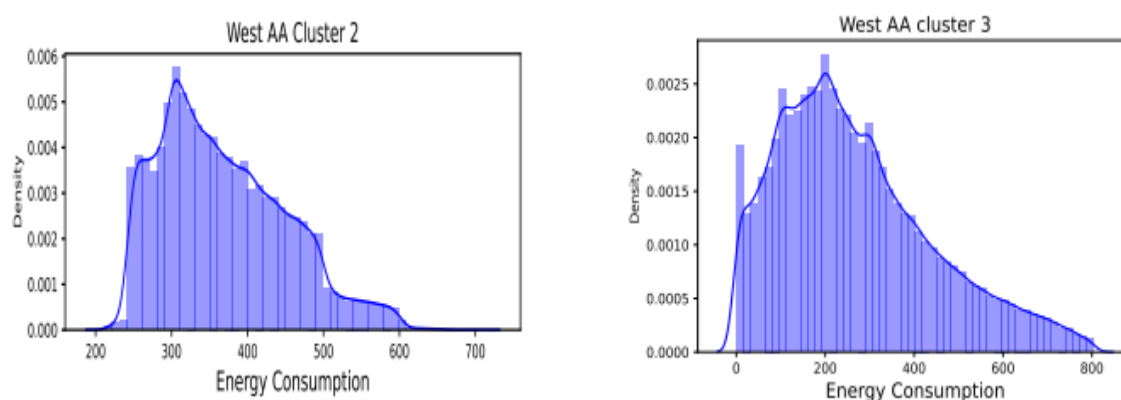 West AA Cluster 2
Density
0.006
0.005
0.004
0.003
0.002
0.001
0.000
200 300 400 500 600 700
Energy Consumption
West AA cluster 3
Density
0.0025
0.0020
0.0015
0.0010
0.0005
0.0000
0 200 400 600 800
Energy Consumption